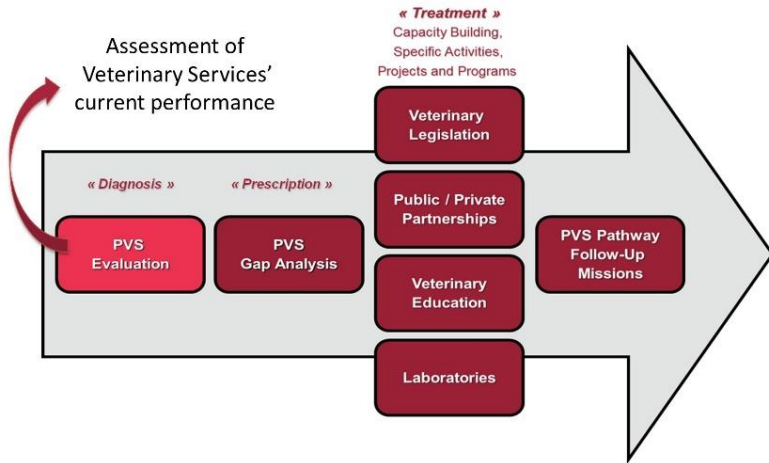 Assessment of
Veterinary Services’
current performance
« Diagnosis »
PVS
Evaluation
« Prescription »
PVS
Gap Analysis
« Treatment »
Capacity Building,
Specific Activities,
Projects and Programs
Veterinary
Legislation
Public / Private
Partnerships
Veterinary
Education
Laboratories
PVS Pathway
Follow-Up
Missions